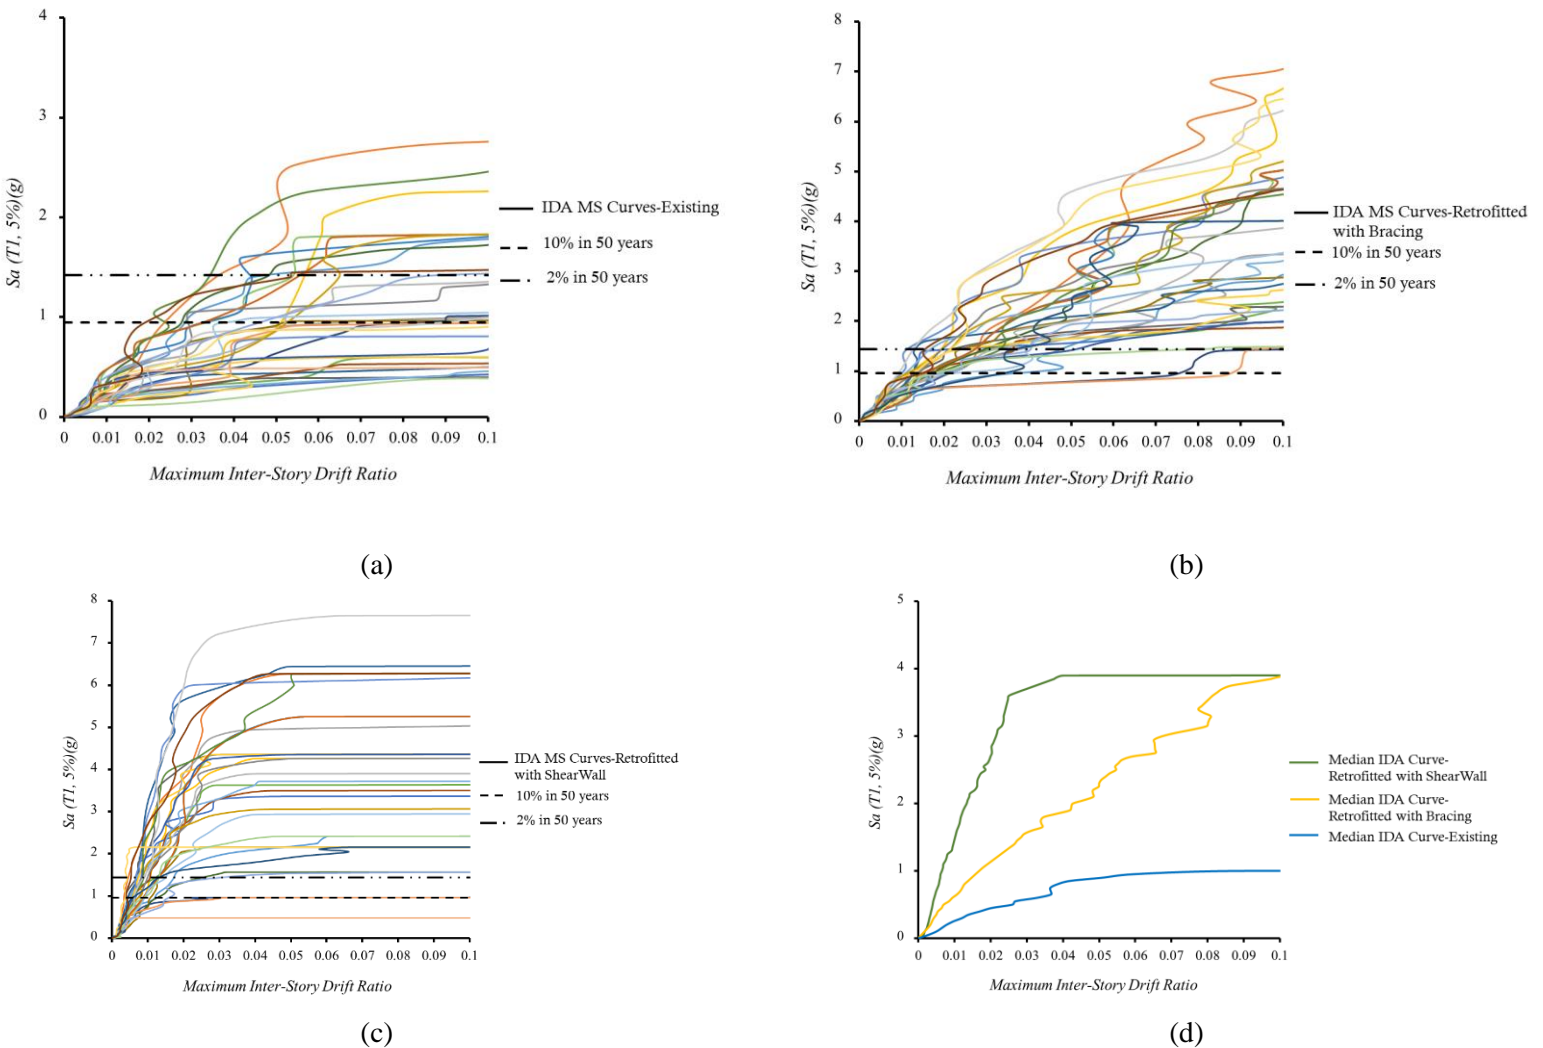 4
3
2
1
0
Sa (T1, 5%)(g)
0 0.01 0.02 0.03 0.04 0.05 0.06 0.07 0.08 0.09 0.1
Maximum Inter-Story Drift Ratio
IDA MS Curves-Existing
10% in 50 years
2% in 50 years
(a)
8
7
6
5
4
3
2
1
0
Sa (T1, 5%)(g)
0 0.01 0.02 0.03 0.04 0.05 0.06 0.07 0.08 0.09 0.1
Maximum Inter-Story Drift Ratio
IDA MS Curves-Retrofitted
with Bracing
10% in 50 years
2% in 50 years
(b)
8
7
6
5
4
3
2
1
0
Sa (T1, 5%)(g)
0 0.01 0.02 0.03 0.04 0.05 0.06 0.07 0.08 0.09 0.1
Maximum Inter-Story Drift Ratio
IDA MS Curves-Retrofitted
with ShearWall
10% in 50 years
2% in 50 years
(c)
5
4
3
2
1
0
Sa (T1, 5%)(g)
0 0.01 0.02 0.03 0.04 0.05 0.06 0.07 0.08 0.09 0.1
Maximum Inter-Story Drift Ratio
Median IDA Curve-
Retrofitted with ShearWall
Median IDA Curve-
Retrofitted with Bracing
Median IDA Curve-Existing
(d)